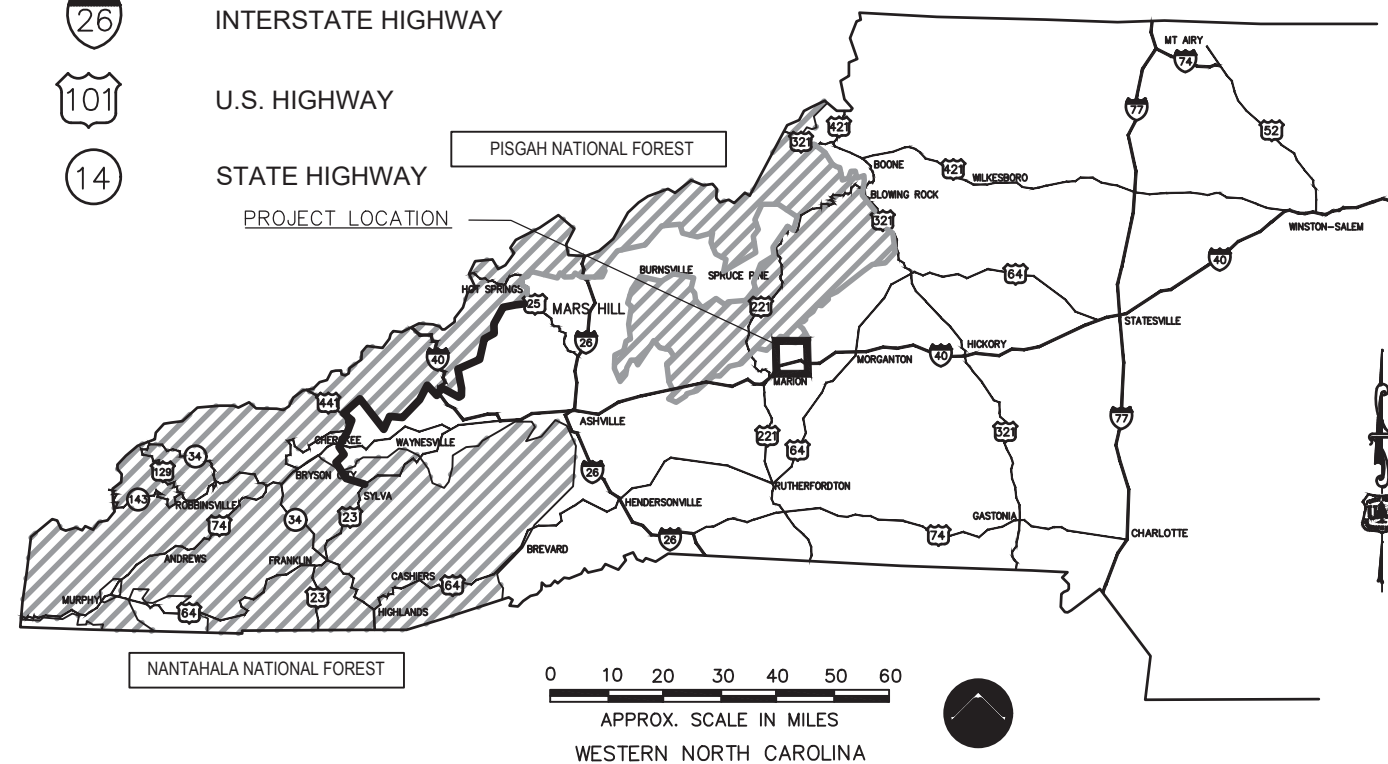 26 INTERSTATE HIGHWAY
101 U.S. HIGHWAY
14 STATE HIGHWAY
PISGAH NATIONAL FOREST
PROJECT LOCATION
MT AIRY
74
77
52
421
321
BOONE
421
WILKESBORO
BLOWING ROCK
321
WINSTON-SALEM
40
64
BURNSVILLE
SPRUCE PINE
HOT SPRINGS
25
MARS HILL
221
STATESVILLE
26
40
HICKORY
40
MORGANTON
MARION
441
ASHVILLE
77
CHEROKEE
WAYNESVILLE
221
64
321
34
129
BRYSON CITY
26
143
ROBBINSVILLE
SYLVA
RUTHERFORDTON
HENDERSONVILLE
34
23
GASTONIA
74
74
CHARLOTTE
26
BREVARD
ANDREWS
FRANKLIN
CASHIERS
64
MURPHY
64
23
HIGHLANDS
NANTAHALA NATIONAL FOREST
0 10 20 30 40 50 60
APPROX. SCALE IN MILES
WESTERN NORTH CAROLINA